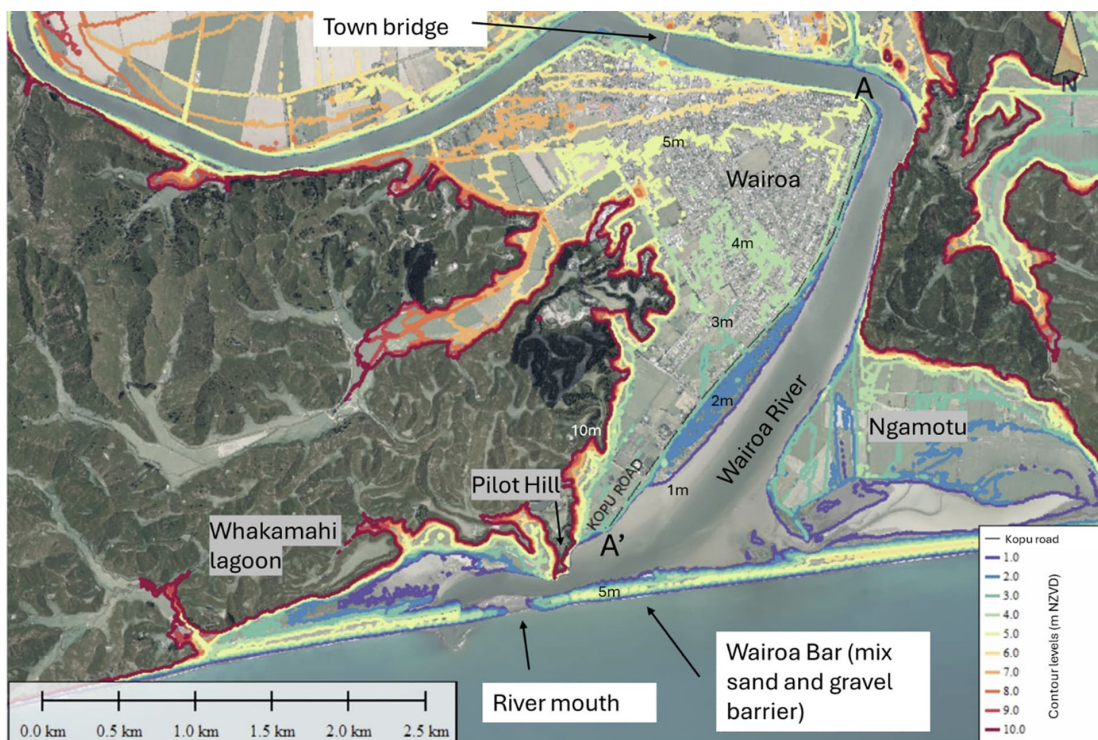 Town bridge
N
A
5m
Wairoa
4m
3m
2m
Wairoa River
Ngamotu
10m
KOPU ROAD
1m
Pilot Hill
Whakamahi
lagoon
A'
5m
River mouth
Wairoa Bar (mix
sand and gravel
barrier)
0.0 km 0.5 km 1.0 km 1.5 km 2.0 km 2.5 km
Kopu road
1.0
2.0
3.0
4.0
5.0
6.0
7.0
8.0
9.0
10.0
Contour levels (m NZVD)